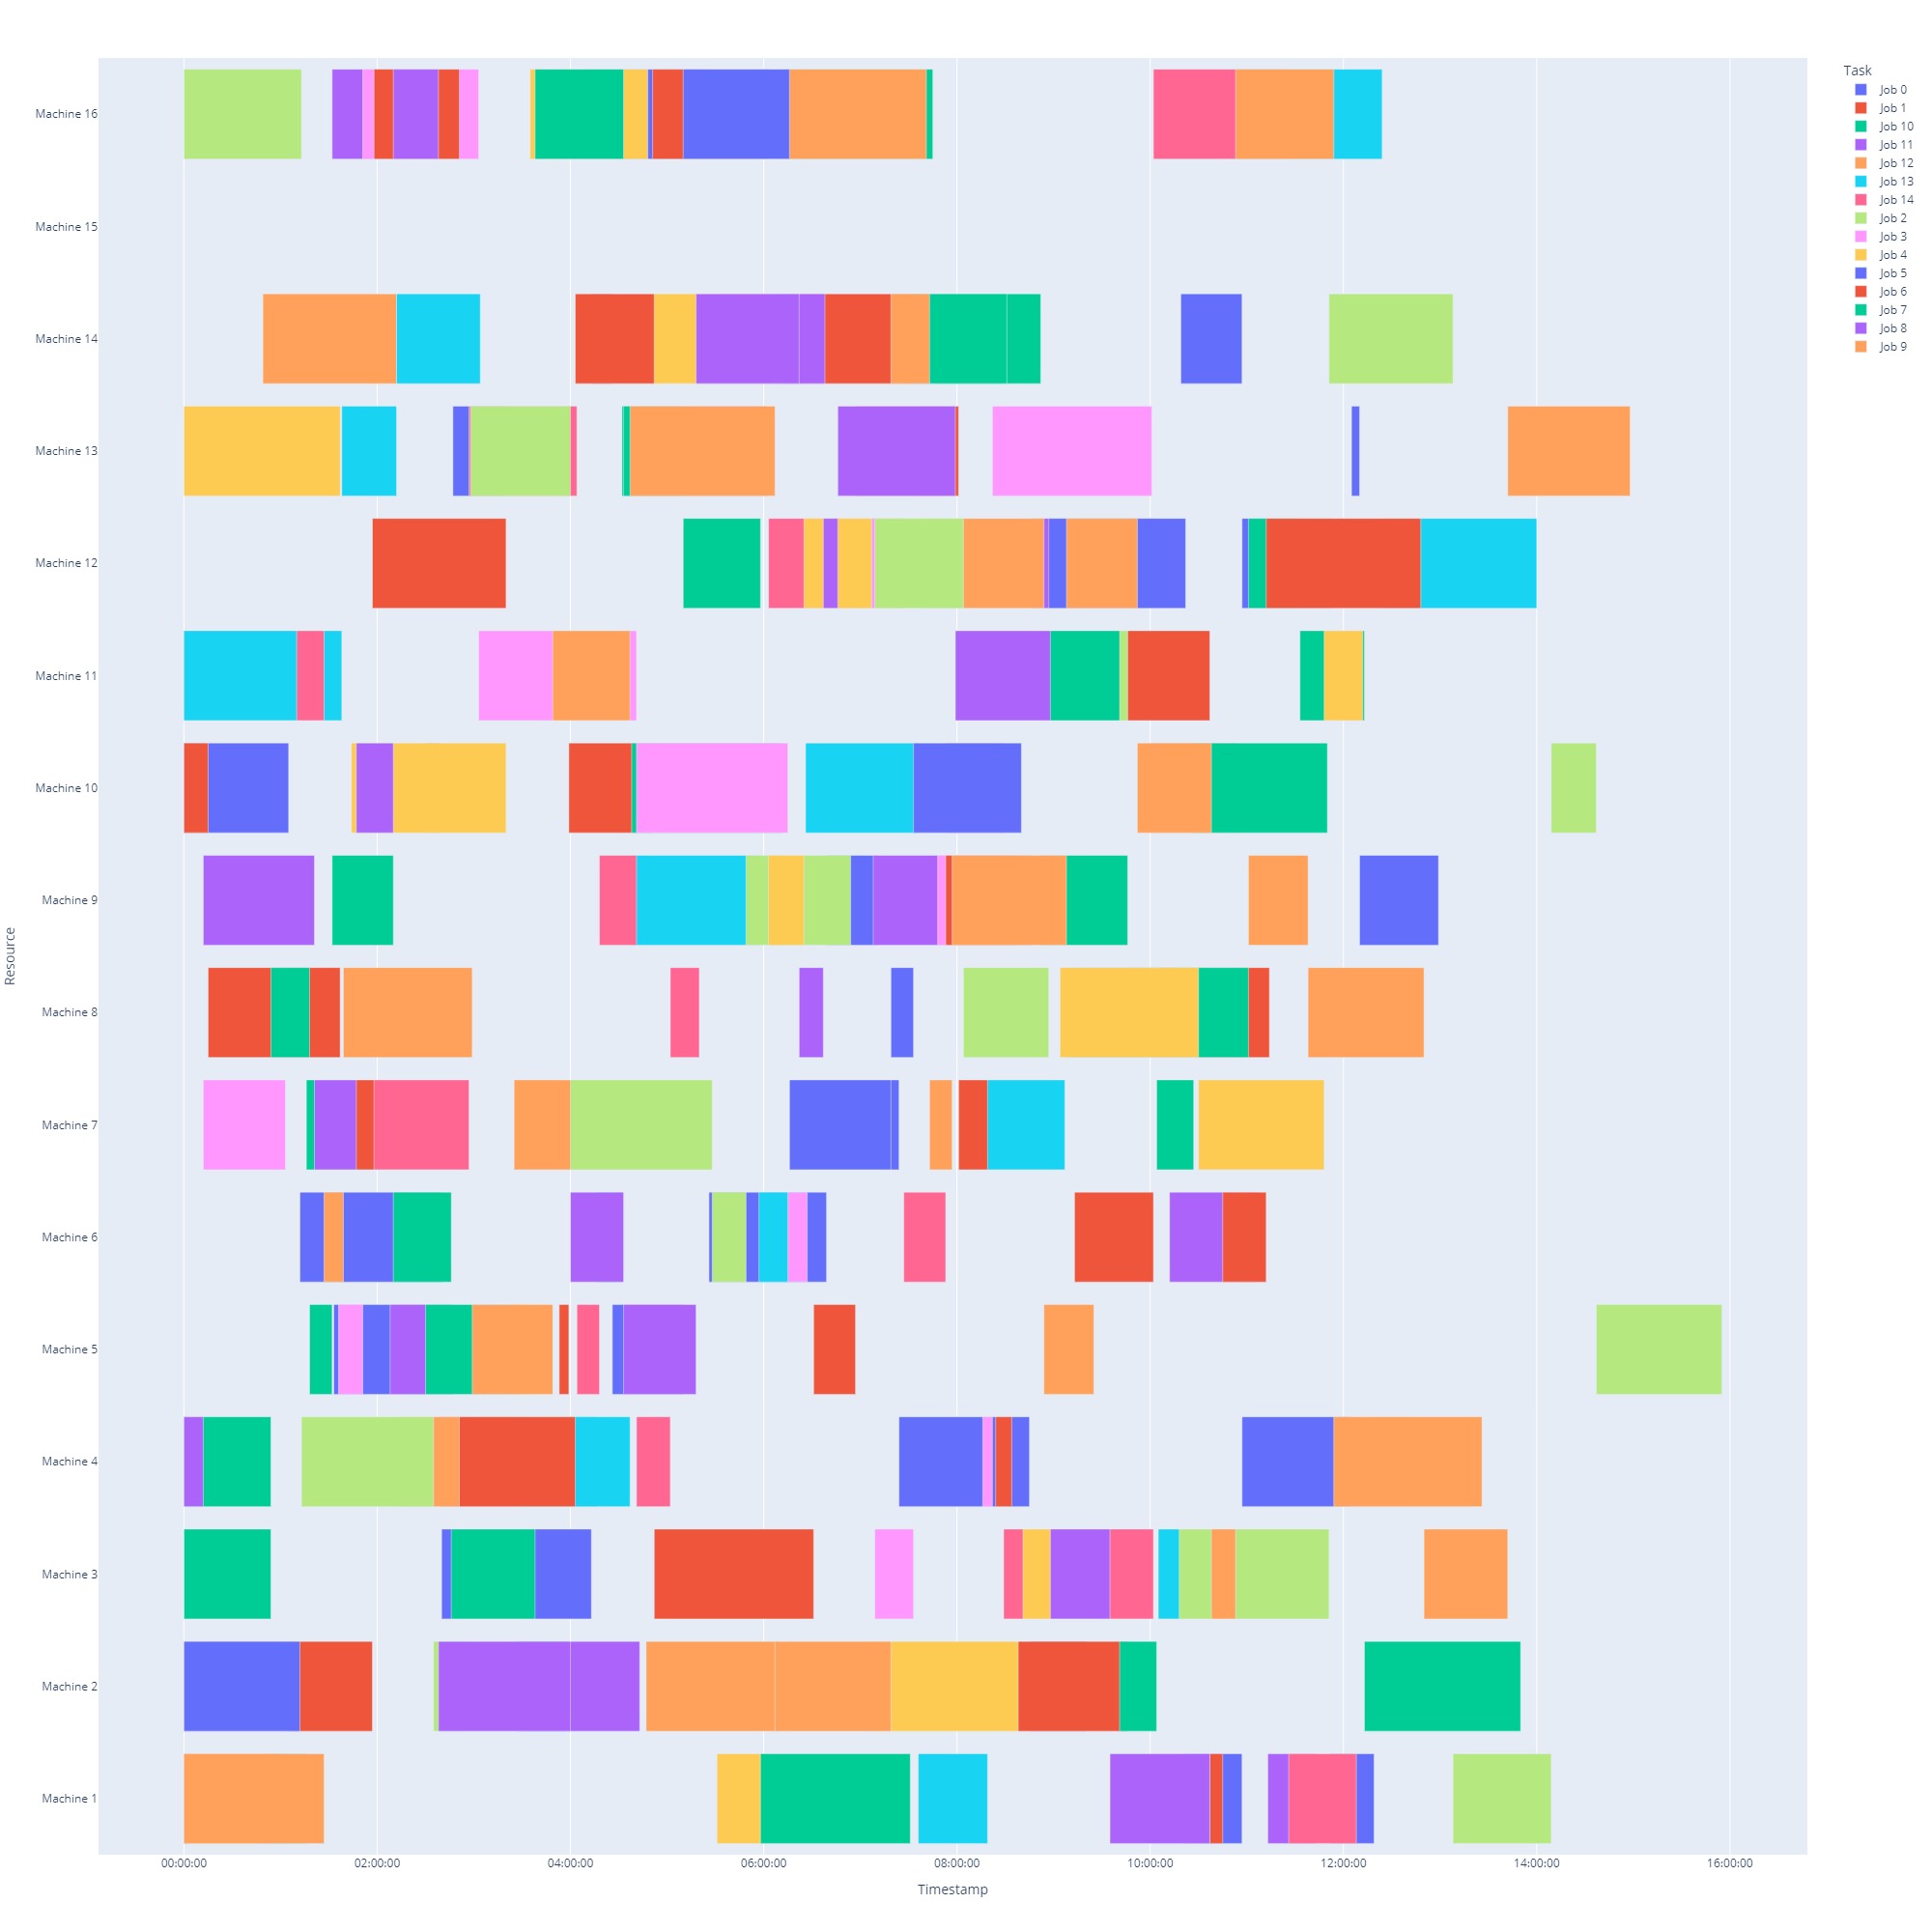 Task
Job 0
Job 1
Job 10
Job 11
Job 12
Job 13
Job 14
Job 2
Job 3
Job 4
Job 5
Job 6
Job 7
Job 8
Job 9
Machine 16
Machine 15
Machine 14
Machine 13
Machine 12
Machine 11
Machine 10
Machine 9
Machine 8
Machine 7
Machine 6
Machine 5
Machine 4
Machine 3
Machine 2
Machine 1
Resource
00:00:00 02:00:00 04:00:00 06:00:00 08:00:00 10:00:00 12:00:00 14:00:00 16:00:00
Timestamp